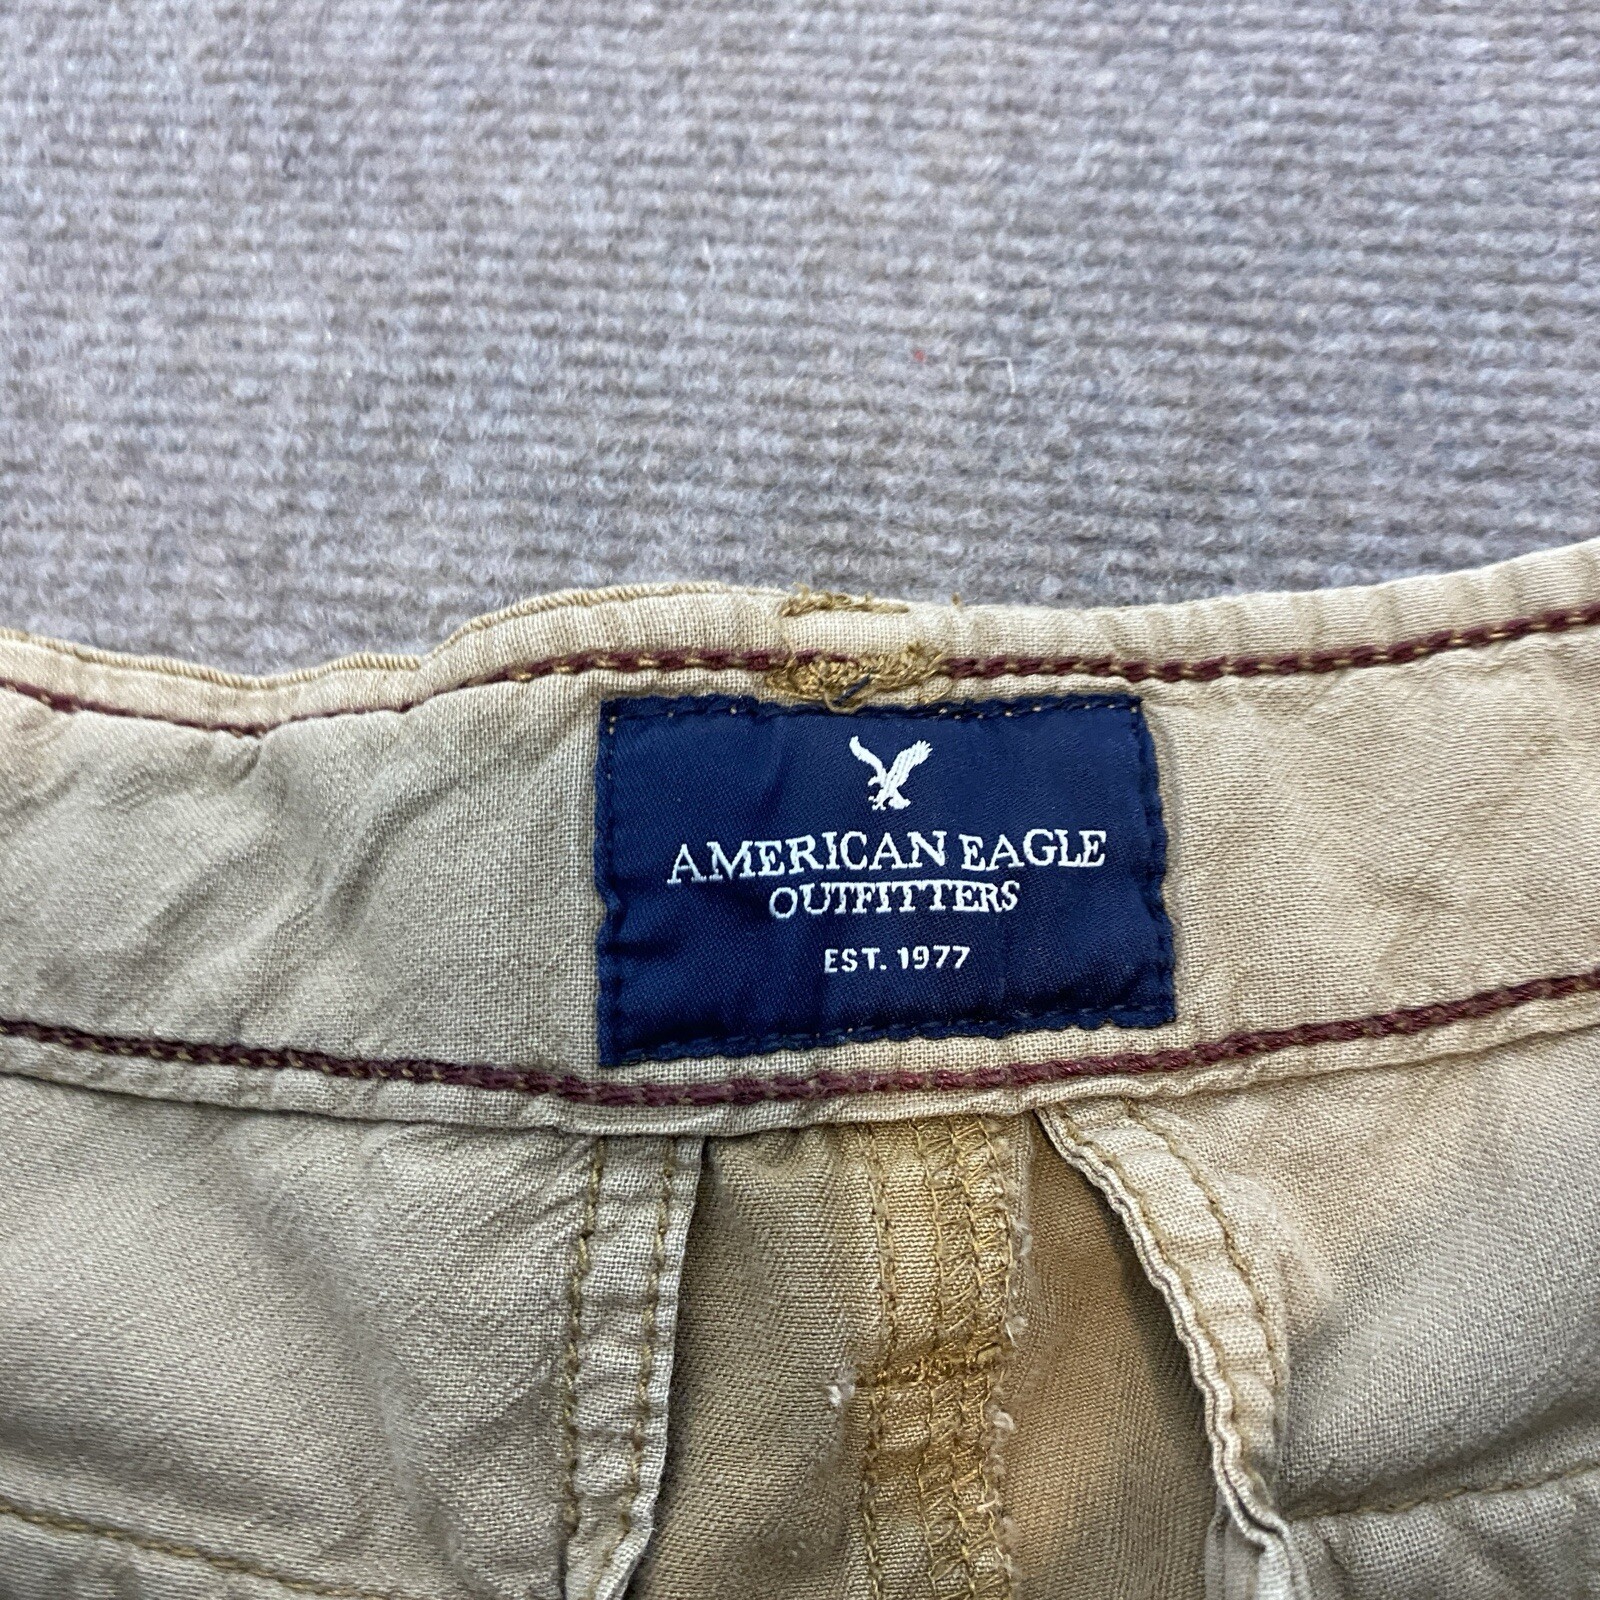 AMERICAN EAGLE
OUTFITTERS
EST. 1977